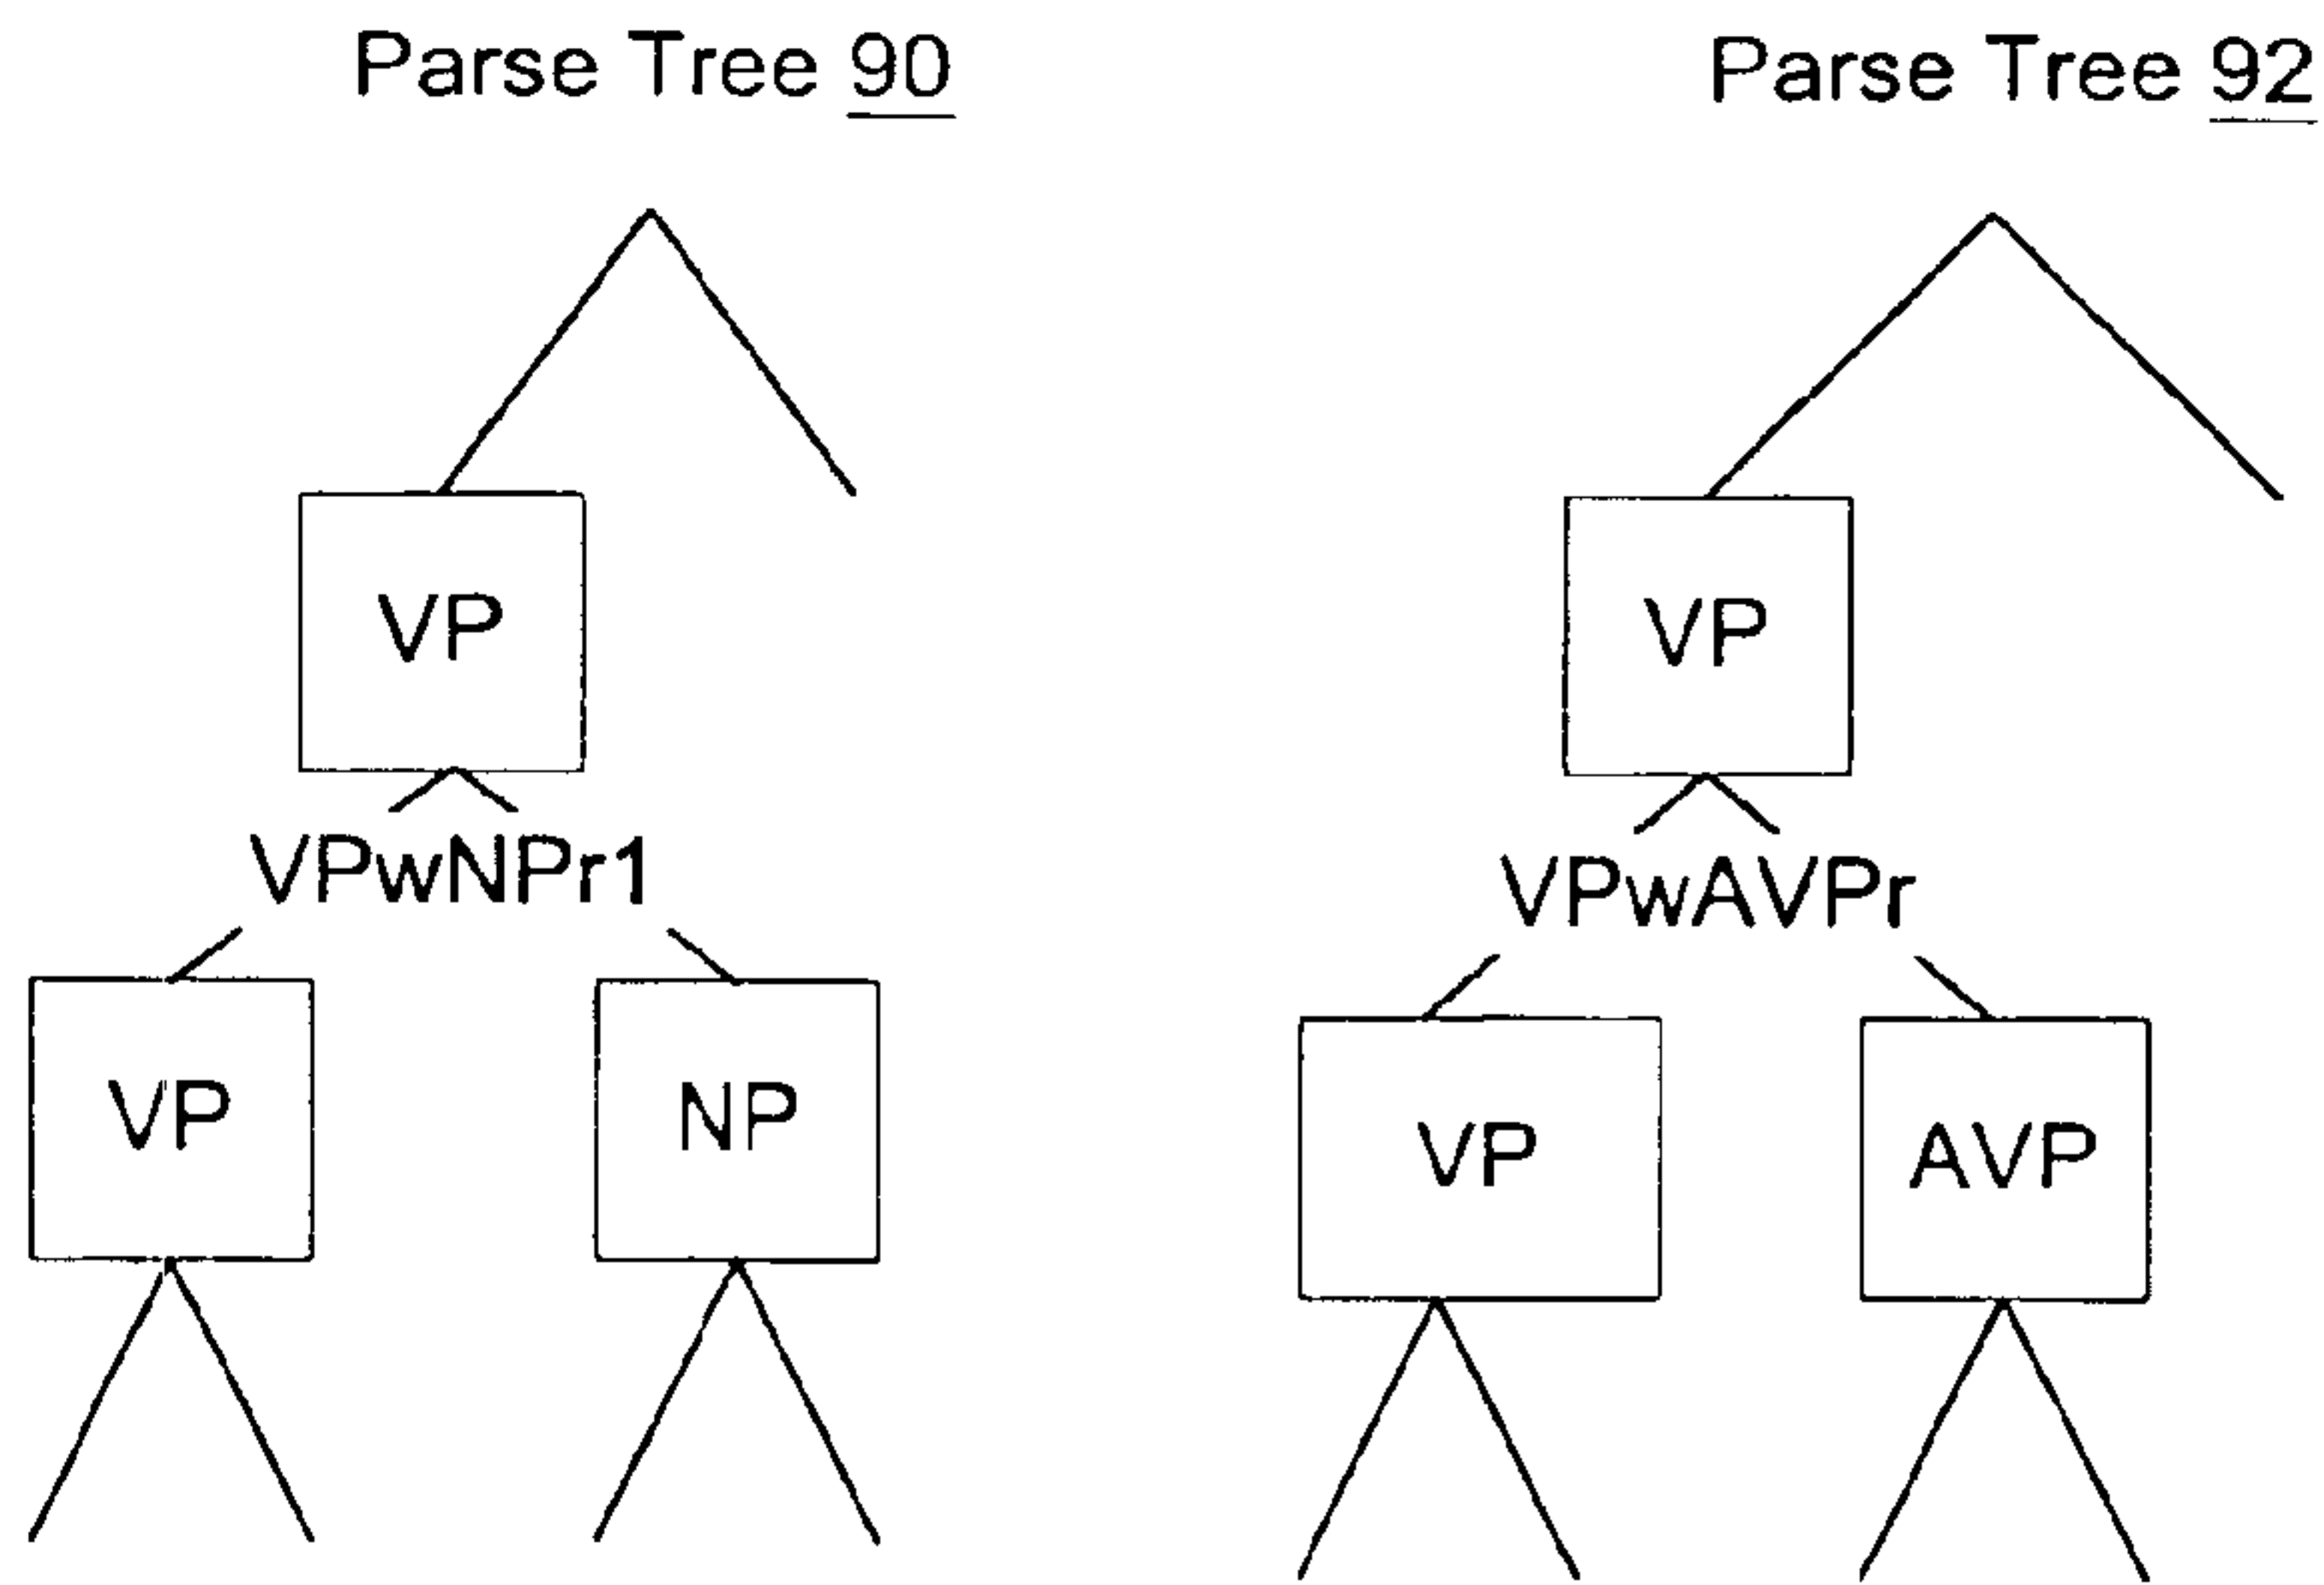 Parse Tree 90
Parse Tree 92
VP
VP
VPwNPr1
VPwAVPr
VP
NP
VP
AVP